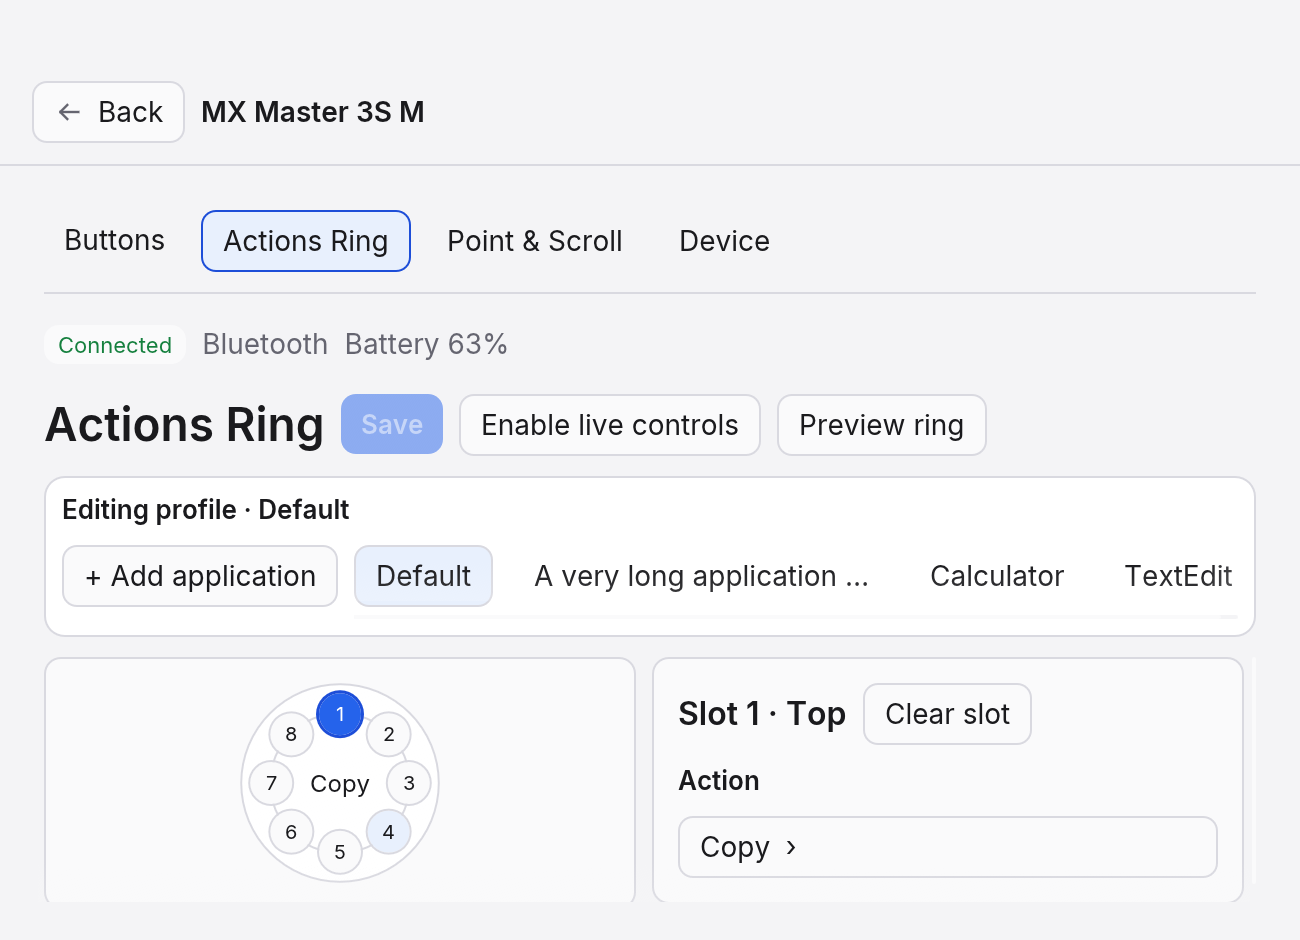 ← Back MX Master 3S M
Buttons Actions Ring Point & Scroll Device
Connected Bluetooth Battery 63%
Actions Ring Save Enable live controls Preview ring
Editing profile · Default
+ Add application Default A very long application ... Calculator TextEdit
1
8 2
7 Copy 3
6 4
5
Slot 1 · Top Clear slot
Action
Copy ›